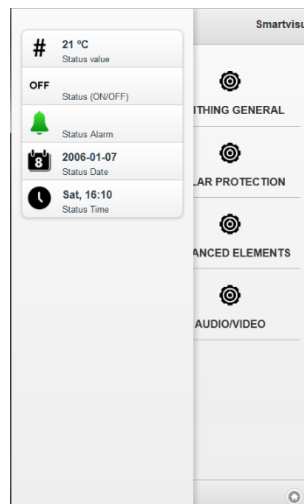 Smartvisu
#
21 °C
Status value
OFF
Status (ON/OFF)
Status Alarm
8
2006-01-07
Status Date
Sat, 16:10
Status Time
ITHING GENERAL
LAR PROTECTION
ANCED ELEMENTS
AUDIO/VIDEO